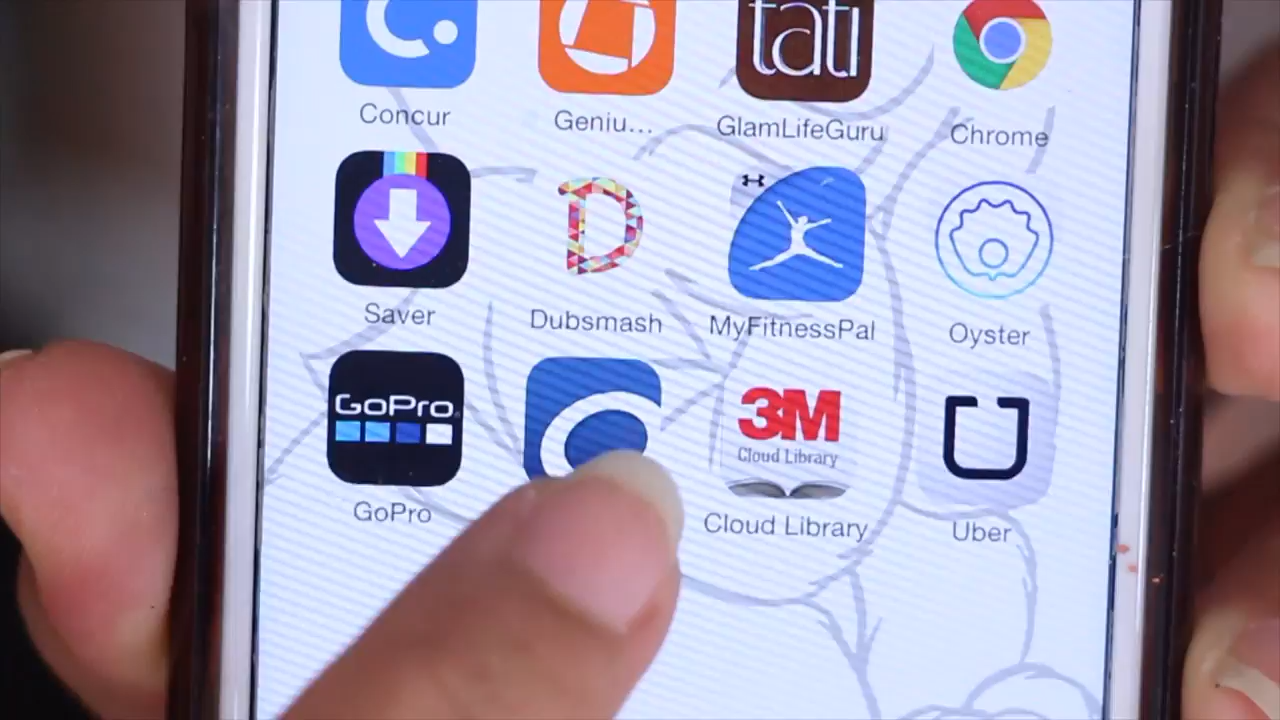 tati
Concur
Geniu...
GlamLifeGuru
Chrome
Saver
Dubsmash
MyFitnessPal
Oyster
GoPro
3M
Cloud Library
GoPro
Cloud Library
Uber